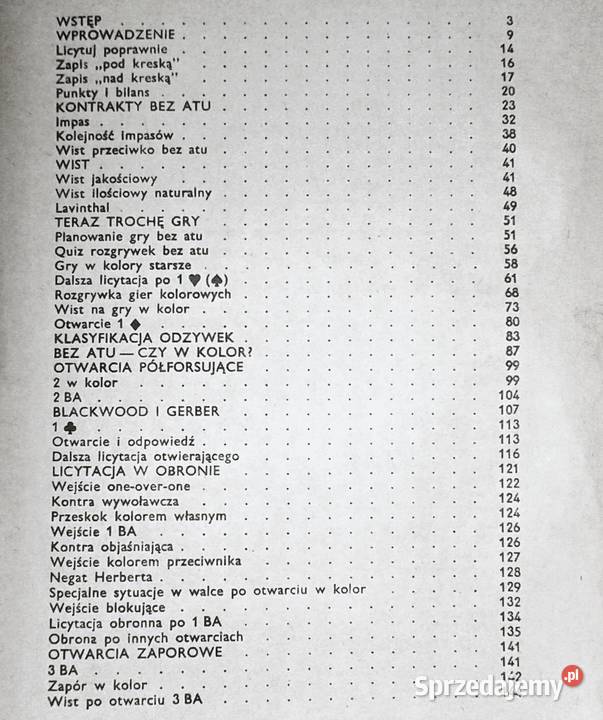 WSTĘP . . . 3
WPROWADZENIE . . . 9
Licytuj poprawnie . . . 14
Zapis „pod kreską” . . . 16
Zapis „nad kreską” . . . 17
Punkty i bilans . . . 20
KONTRAKTY BEZ ATU . . . 23
Impas . . . 32
Kolejność impasów . . . 38
Wist przeciwko bez atu . . . 40
WIST . . . 41
Wist jakościowy . . . 41
Wist ilościowy naturalny . . . 48
Lavinthal . . . 49
TERAZ TROCHĘ GRY . . . 51
Planowanie gry bez atu . . . 51
Quiz rozgrywek bez atu . . . 56
Gry w kolory starsze . . . 58
Dalsza licytacja po 1 ♥ (♠) . . . 61
Rozgrywka gier kolorowych . . . 68
Wist na gry w kolor . . . 73
Otwarcie 1 ♦ . . . 80
KLASYFIKACJA ODZYWEK . . . 83
BEZ ATU — CZY W KOLOR? . . . 87
OTWARCIA PÓŁFORSUJĄCE . . . 99
2 w kolor . . . 99
2 BA . . . 104
BLACKWOOD I GERBER . . . 107
1 ♣ . . . 113
Otwarcie i odpowiedź . . . 113
Dalsza licytacja otwierającego . . . 116
LICYTACJA W OBRONIE . . . 121
Wejście one-over-one . . . 122
Kontra wywoławcza . . . 124
Przeskok kolorem własnym . . . 124
Wejście 1 BA . . . 126
Kontra objaśniająca . . . 126
Wejście kolorem przeciwnika . . . 127
Negat Herberta . . . 128
Specjalne sytuacje w walce po otwarciu w kolor . . . 129
Wejście blokujące . . . 132
Licytacja obronna po 1 BA . . . 134
Obrona po innych otwarciach . . . 135
OTWARCIA ZAPOROWE . . . 141
3 BA . . . 141
Zapór w kolor . . . 142
Wist po otwarciu 3 BA . . .
Sprzedajemy.pl